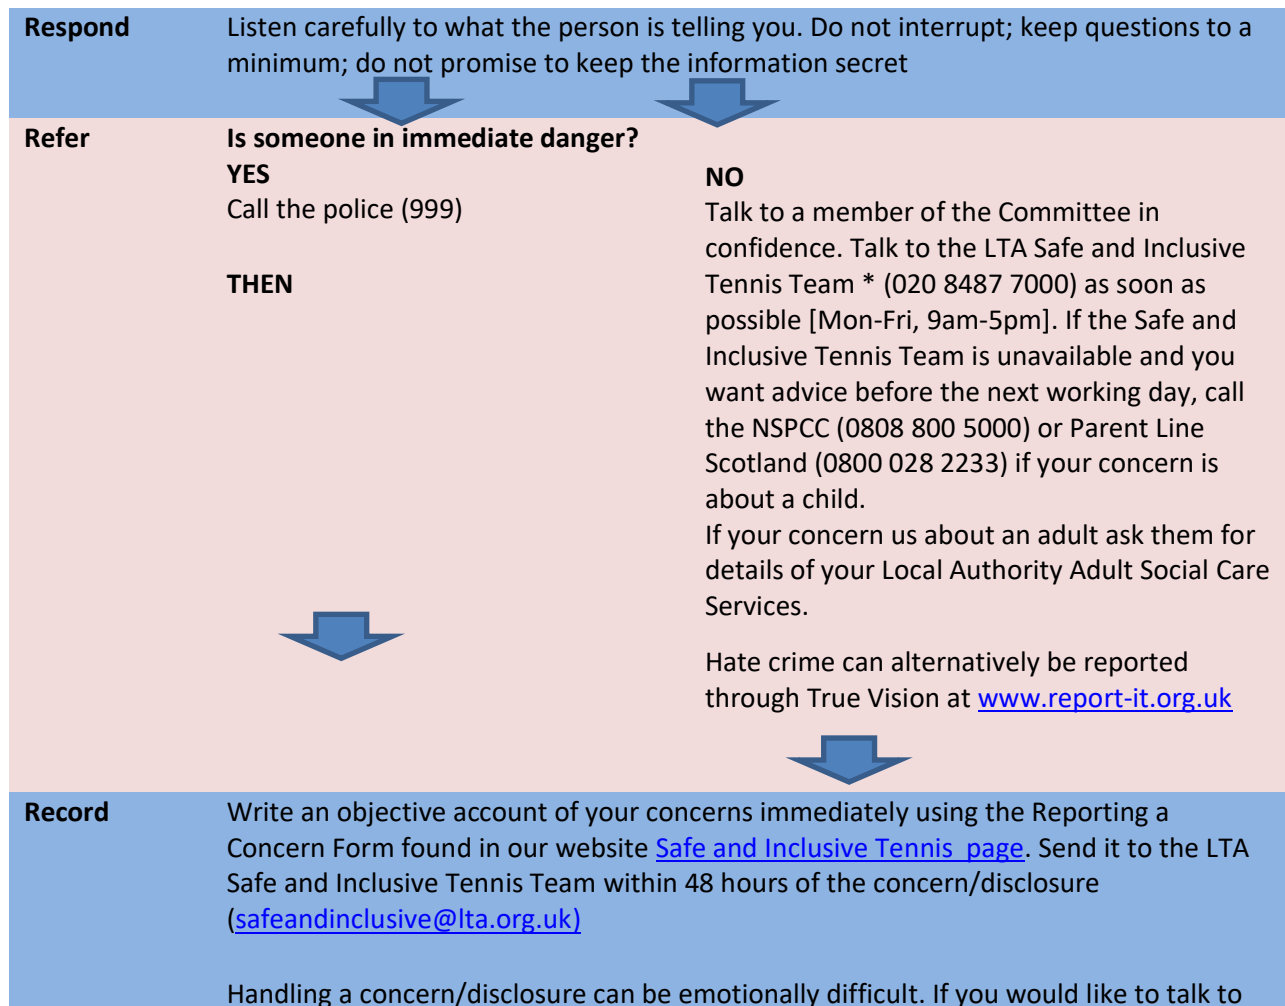 Respond
Listen carefully to what the person is telling you. Do not interrupt; keep questions to a
minimum; do not promise to keep the information secret
Refer
Is someone in immediate danger?
YES
Call the police (999)
THEN
NO
Talk to a member of the Committee in
confidence. Talk to the LTA Safe and Inclusive
Tennis Team * (020 8487 7000) as soon as
possible [Mon-Fri, 9am-5pm]. If the Safe and
Inclusive Tennis Team is unavailable and you
want advice before the next working day, call
the NSPCC (0808 800 5000) or Parent Line
Scotland (0800 028 2233) if your concern is
about a child.
If your concern us about an adult ask them for
details of your Local Authority Adult Social Care
Services.
Hate crime can alternatively be reported
through True Vision at www.report-it.org.uk
Record
Write an objective account of your concerns immediately using the Reporting a
Concern Form found in our website Safe and Inclusive Tennis page. Send it to the LTA
Safe and Inclusive Tennis Team within 48 hours of the concern/disclosure
(safeandinclusive@lta.org.uk)
Handling a concern/disclosure can be emotionally difficult. If you would like to talk to